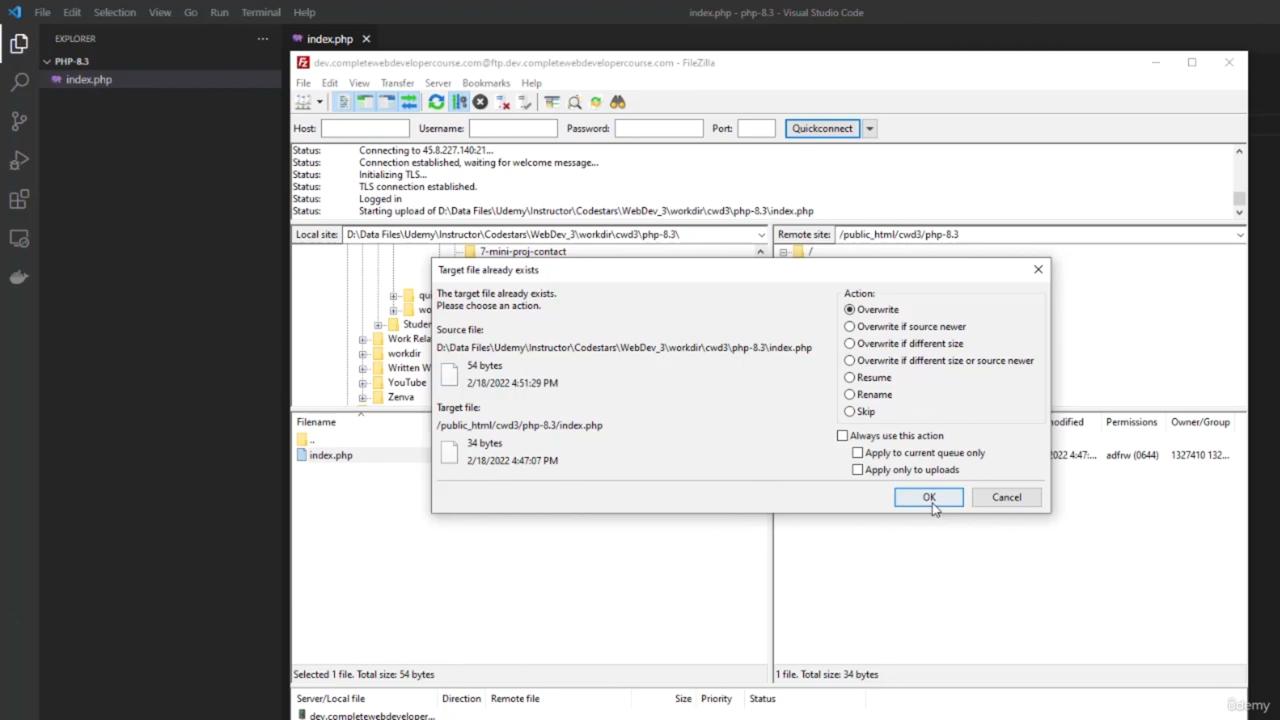 File Edit Selection View Go Run Terminal Help
index.php - php-8.3 - Visual Studio Code
EXPLORER
PHP-8.3
index.php
index.php
dev.completewebdevelopercourse.com@ftp.dev.completewebdevelopercourse.com - FileZilla
File Edit View Transfer Server Bookmarks Help
Host: Username: Password: Port: Quickconnect
Status: Connecting to 45.8.227.140:21...
Status: Connection established, waiting for welcome message...
Status: Initializing TLS...
Status: TLS connection established.
Status: Logged in
Status: Starting upload of D:\Data Files\Udemy\Instructor\Codestars\WebDev_3\workdir\cwd3\php-8.3\index.php
Local site: D:\Data Files\Udemy\Instructor\Codestars\WebDev_3\workdir\cwd3\php-8.3\
Remote site: /public_html/cwd3/php-8.3
7-mini-proj-contact
/
qu
wo
Studen
Work Rela
workdir
Written W
YouTube
Zenva
Target file already exists
The target file already exists.
Please choose an action.
Source file:
D:\Data Files\Udemy\Instructor\Codestars\WebDev_3\workdir\cwd3\php-8.3\index.php
54 bytes
2/18/2022 4:51:29 PM
Target file:
/public_html/cwd3/php-8.3/index.php
34 bytes
2/18/2022 4:47:07 PM
Action:
Overwrite
Overwrite if source newer
Overwrite if different size
Overwrite if different size or source newer
Resume
Rename
Skip
Always use this action
Apply to current queue only
Apply only to uploads
OK Cancel
Filename
..
index.php
odified Permissions Owner/Group
2022 4:47:... adfrw (0644) 1327410 132...
Selected 1 file. Total size: 54 bytes
1 file. Total size: 34 bytes
Server/Local file Direction Remote file Size Priority Status
dev.completewebdeveloper...
ûdemy